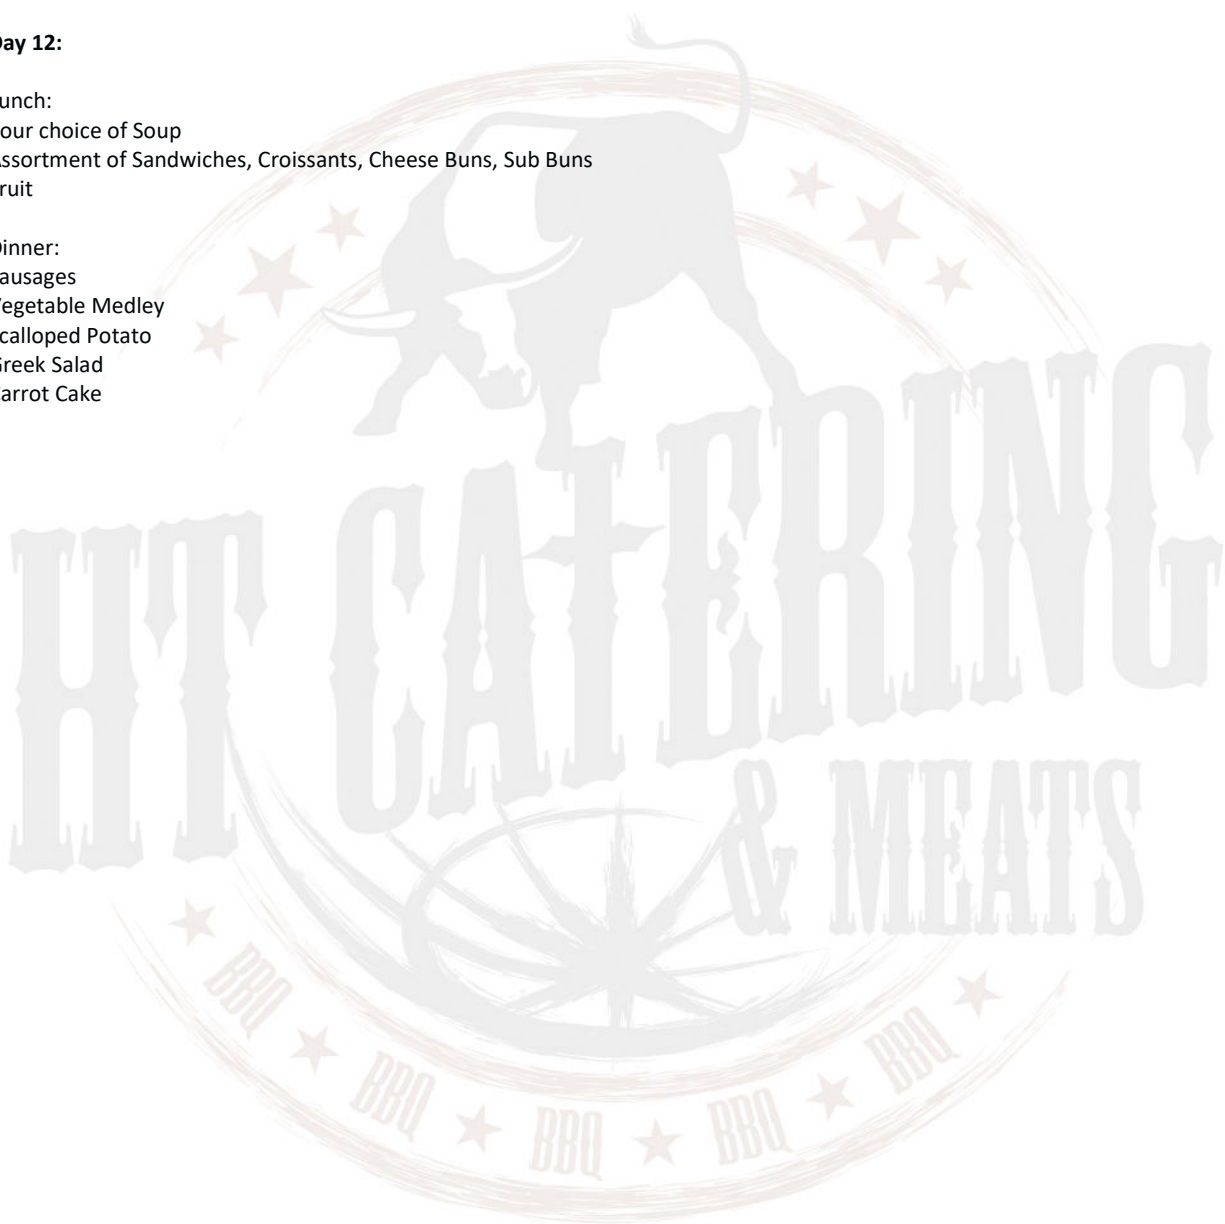 ay 12:
unch:
our choice of Soup
ssortment of Sandwiches, Croissants, Cheese Buns, Sub Buns
ruit
inner:
ausages
egetable Medley
calloped Potato
reek Salad
arrot Cake
HT CATERING
& MEATS
BBQ ★ BBQ ★ BBQ ★ BBQ ★ BBQ